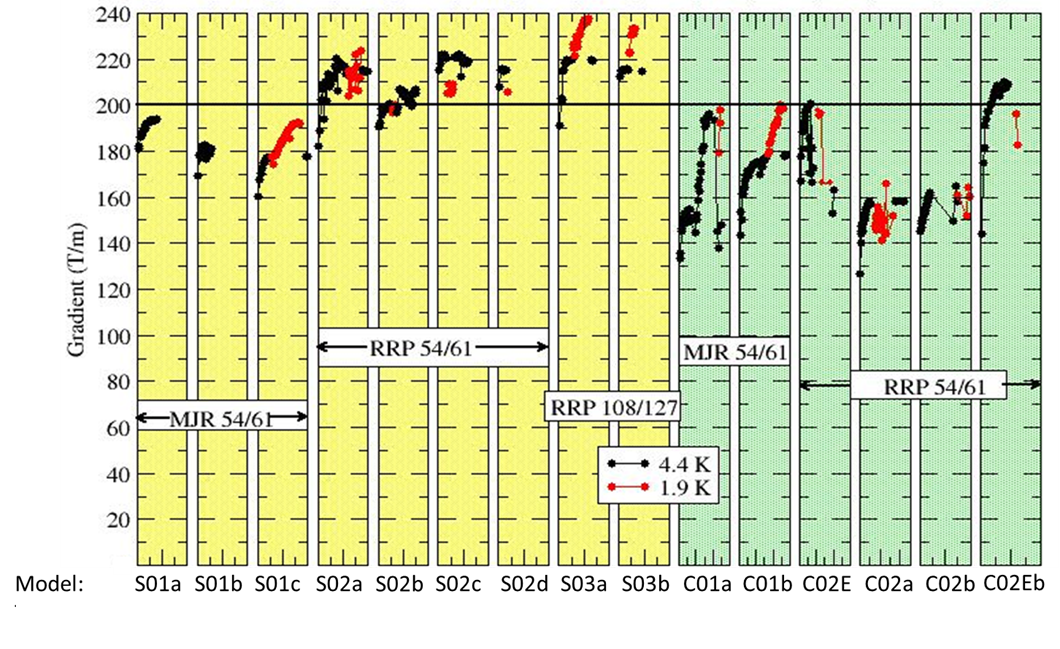 240
220
200
180
160
140
120
100
80
60
40
20
Gradient (T/m)
RRP 54/61
MJR 54/61
RRP 54/61
MJR 54/61
RRP 108/127
4.4 K
1.9 K
Model: S01a S01b S01c S02a S02b S02c S02d S03a S03b C01a C01b C02E C02a C02b C02Eb
.